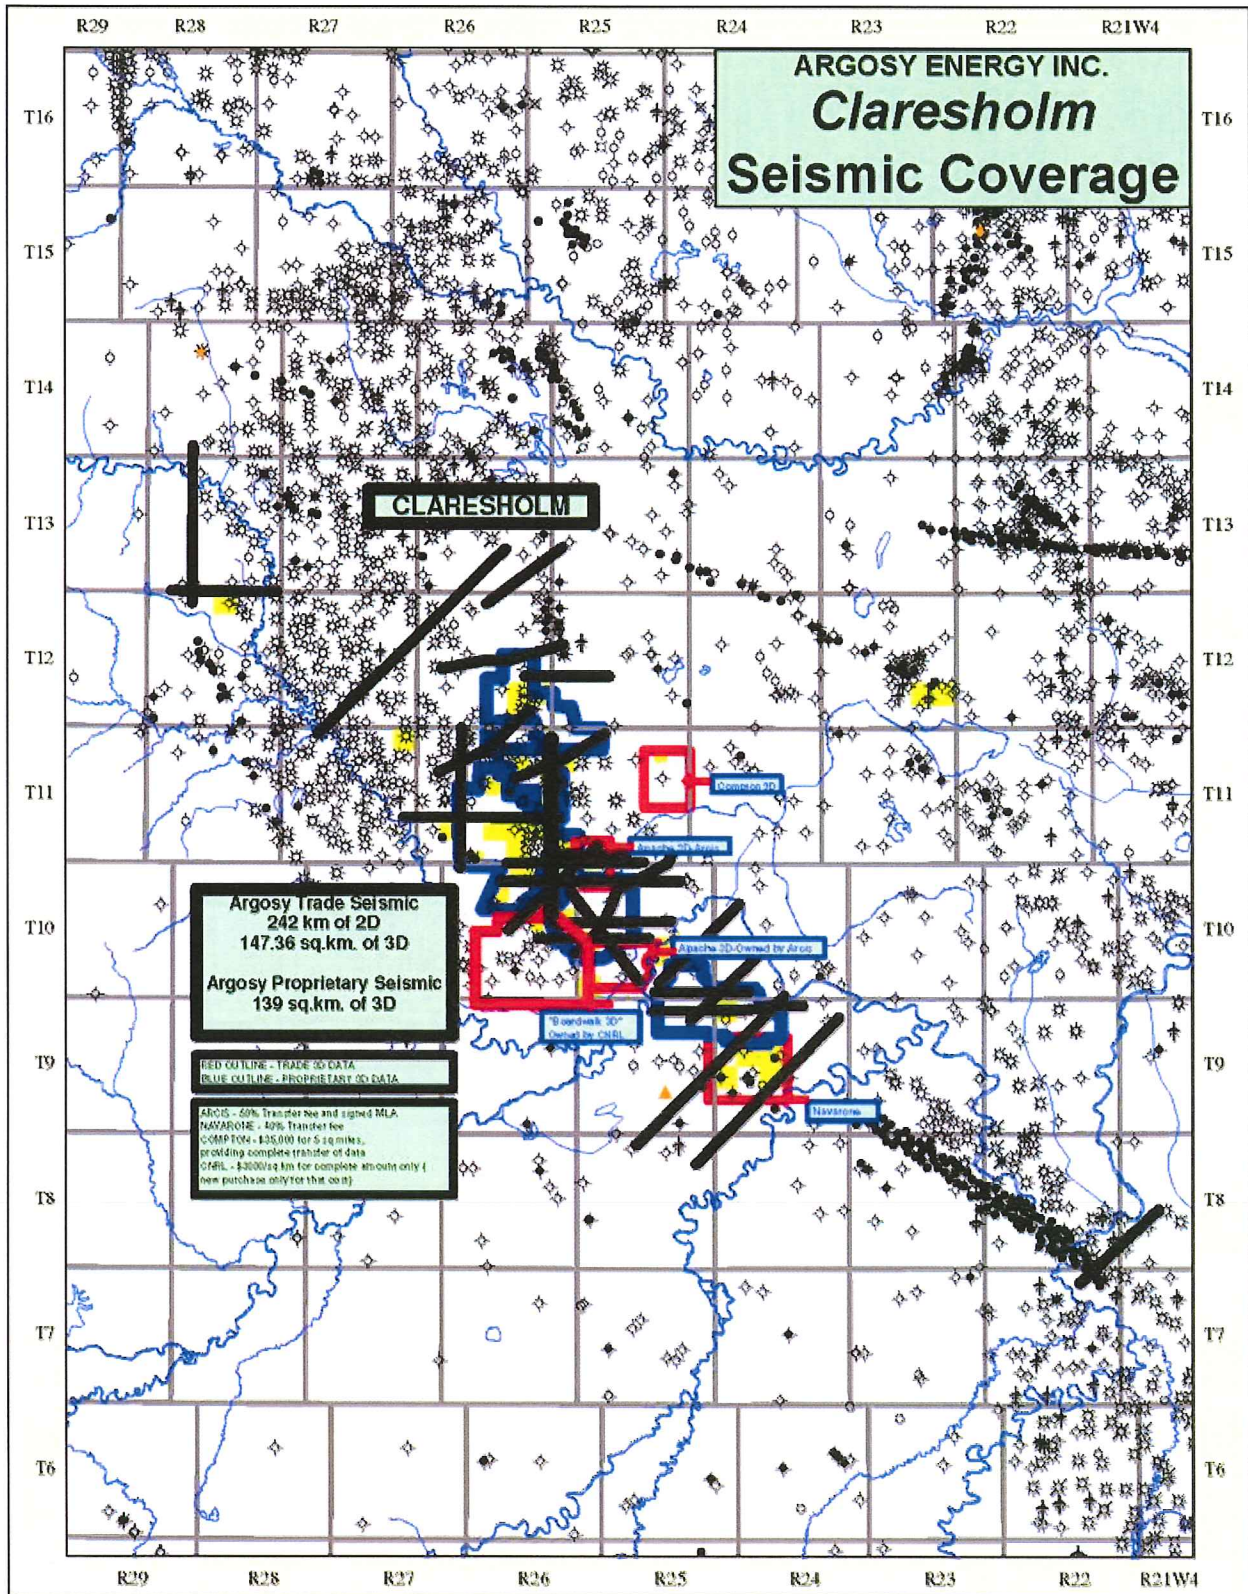 R29 R28 R27 R26 R25 R24 R23 R22 R21W4
ARGOSY ENERGY INC.
Claresholm
Seismic Coverage
T16 T16
T15 T15
T14 T14
CLARESHOLM
T13 T13
T12 T12
T11 T11
Compton 3D
Apache 3D Arcis
Argosy Trade Seismic
242 km of 2D
147.36 sq.km. of 3D
Argosy Proprietary Seismic
139 sq.km. of 3D
T10 T10
Apache 3D-Owned by Arcis
"Boardwalk 3D"
Owned by CNRL
RED OUTLINE - TRADE 3D DATA
BLUE OUTLINE - PROPRIETARY 3D DATA
T9 T9
ARCIS - 50% Transfer fee and signed MLA
NAVARONE - 40% Transfer fee
COMPTON - $35,000 for 5 sq miles,
providing complete transfer of data
CNRL - $3000/sq km for complete amount only (
new purchase only for that cost)
Navarone
T8 T8
T7 T7
T6 T6
R29 R28 R27 R26 R25 R24 R23 R22 R21W4